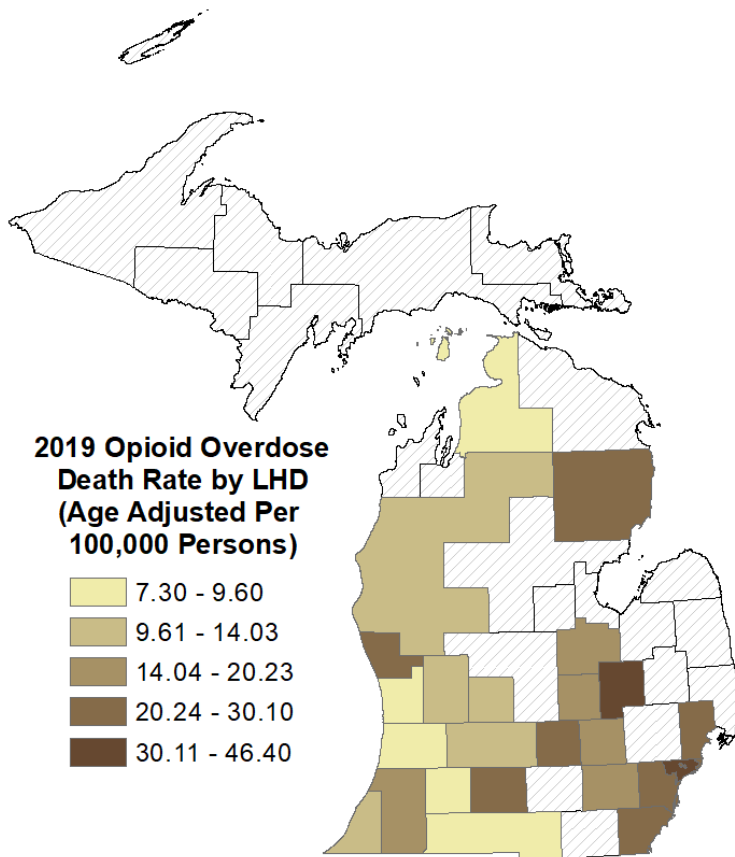 2019 Opioid Overdose
Death Rate by LHD
(Age Adjusted Per
100,000 Persons)
7.30 - 9.60
9.61 - 14.03
14.04 - 20.23
20.24 - 30.10
30.11 - 46.40